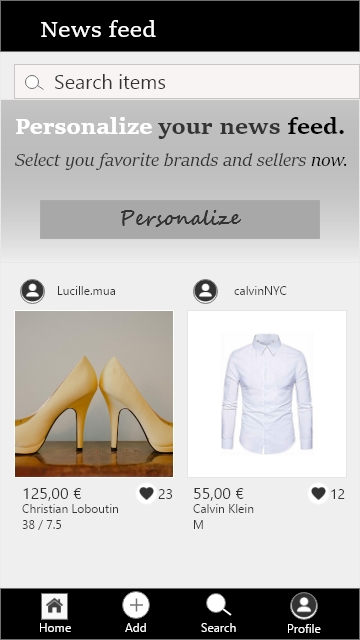 News feed
Search items
Personalize your news feed.
Select you favorite brands and sellers now.
Personalize
Lucille.mua
calvinNYC
125,00 €
23
Christian Loboutin
38 / 7.5
55,00 €
12
Calvin Klein
M
Home
Add
Search
Profile